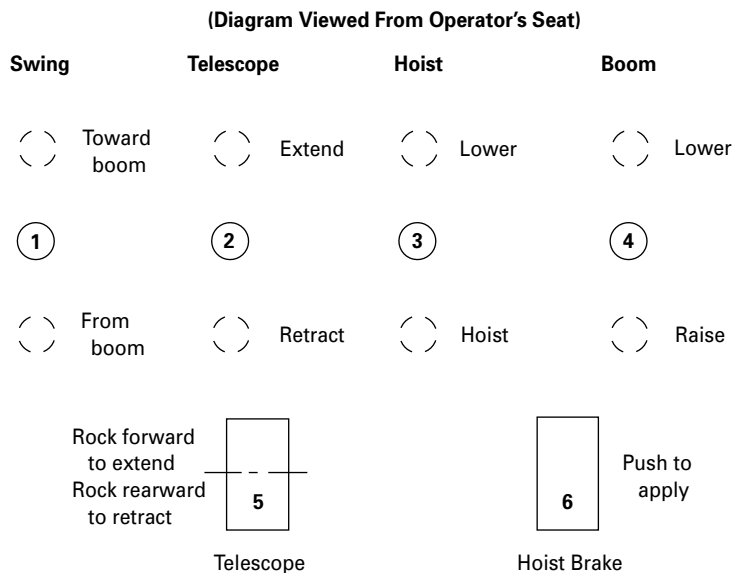 (Diagram Viewed From Operator's Seat)
Swing Telescope Hoist Boom
Toward
boom
Extend
Lower
Lower
1 2 3 4
From
boom
Retract
Hoist
Raise
Rock forward
to extend
Rock rearward
to retract
5
Telescope
6
Push to
apply
Hoist Brake